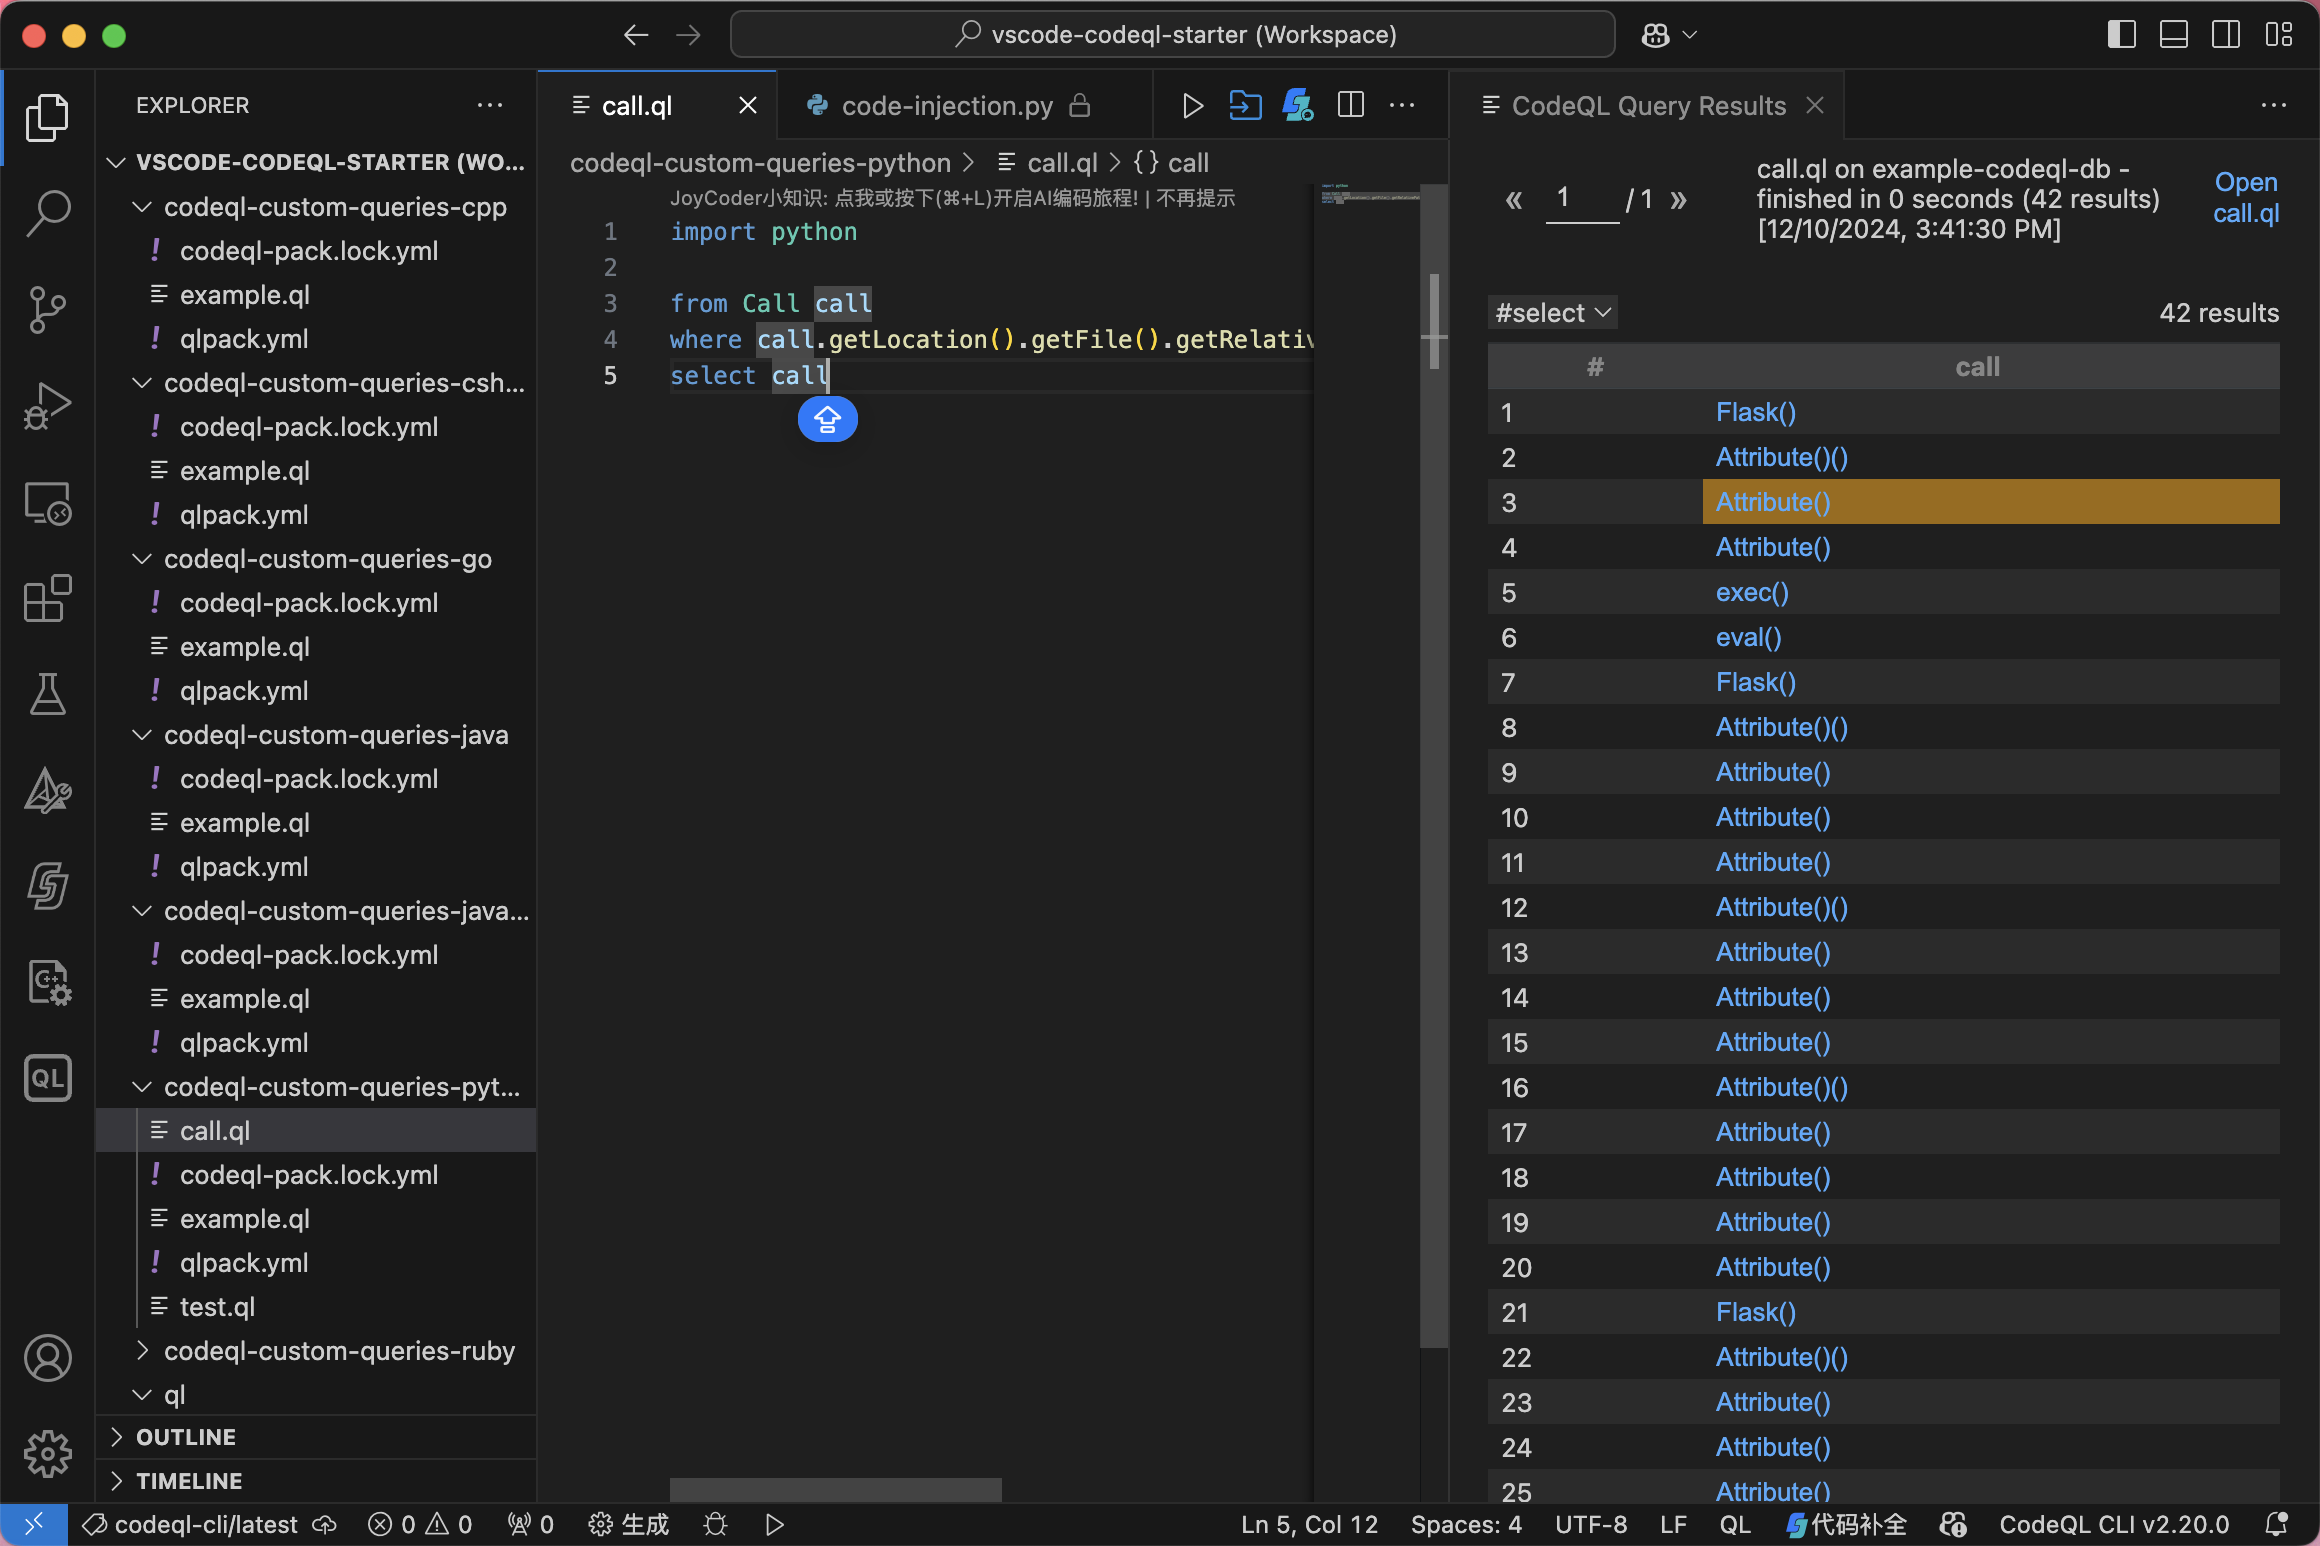 vscode-codeql-starter (Workspace)
EXPLORER
VSCODE-CODEQL-STARTER (WO...
codeql-custom-queries-cpp
codeql-pack.lock.yml
example.ql
qlpack.yml
codeql-custom-queries-csh...
codeql-pack.lock.yml
example.ql
qlpack.yml
codeql-custom-queries-go
codeql-pack.lock.yml
example.ql
qlpack.yml
codeql-custom-queries-java
codeql-pack.lock.yml
example.ql
qlpack.yml
codeql-custom-queries-java...
codeql-pack.lock.yml
example.ql
qlpack.yml
codeql-custom-queries-pyt...
call.ql
codeql-pack.lock.yml
example.ql
qlpack.yml
test.ql
codeql-custom-queries-ruby
ql
OUTLINE
TIMELINE
call.ql
code-injection.py
codeql-custom-queries-python > call.ql > {} call
JoyCoder小知识: 点我或按下(⌘+L)开启AI编码旅程! | 不再提示
1 import python
2
3 from Call call
4 where call.getLocation().getFile().getRelativ
5 select call
CodeQL Query Results
« 1 / 1 »
call.ql on example-codeql-db -
finished in 0 seconds (42 results)
[12/10/2024, 3:41:30 PM]
Open
call.ql
#select
42 results
# call
1 Flask()
2 Attribute()()
3 Attribute()
4 Attribute()
5 exec()
6 eval()
7 Flask()
8 Attribute()()
9 Attribute()
10 Attribute()
11 Attribute()
12 Attribute()()
13 Attribute()
14 Attribute()
15 Attribute()
16 Attribute()()
17 Attribute()
18 Attribute()
19 Attribute()
20 Attribute()
21 Flask()
22 Attribute()()
23 Attribute()
24 Attribute()
25 Attribute()
QL
codeql-cli/latest 0 0 0 生成
Ln 5, Col 12 Spaces: 4 UTF-8 LF QL 代码补全 CodeQL CLI v2.20.0